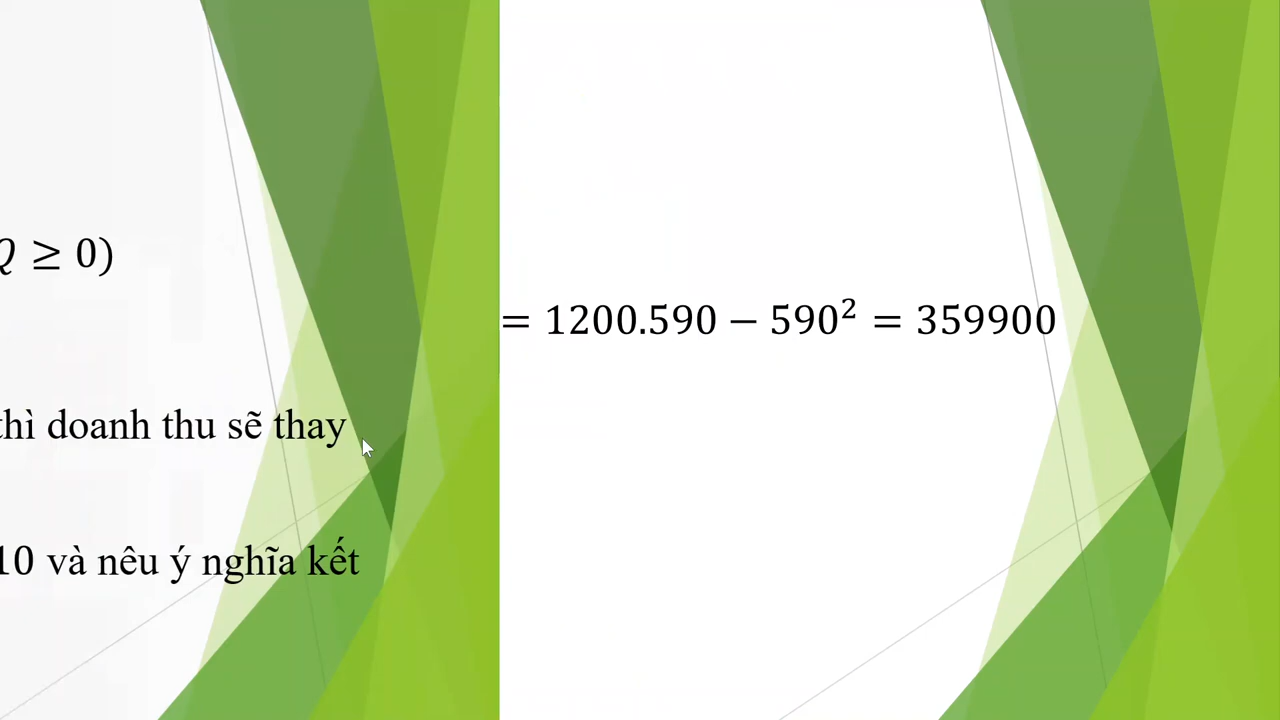 Q ≥ 0)
= 1200.590 − 590² = 359900
thì doanh thu sẽ thay
10 và nêu ý nghĩa kết